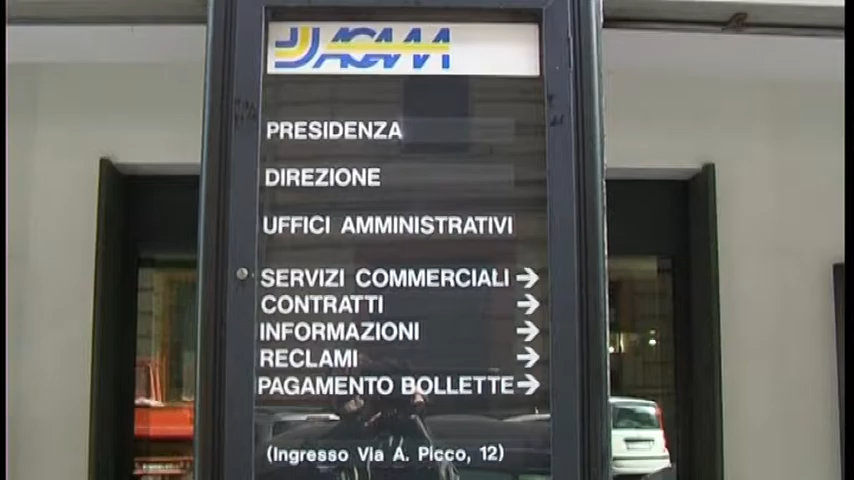 ACAM
PRESIDENZA
DIREZIONE
UFFICI AMMINISTRATIVI
SERVIZI COMMERCIALI →
CONTRATTI →
INFORMAZIONI →
RECLAMI →
PAGAMENTO BOLLETTE →
(Ingresso Via A. Picco, 12)